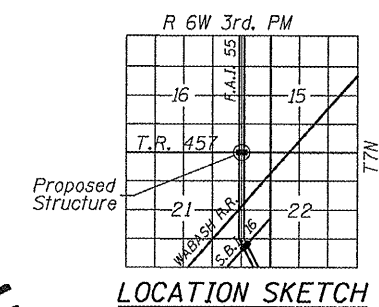 R 6W 3rd. PM
F.A.I. 55
16
15
T.R. 457
T7N
Proposed
Structure
21
22
WABASH R.R.
S.B.I. 16
LOCATION SKETCH